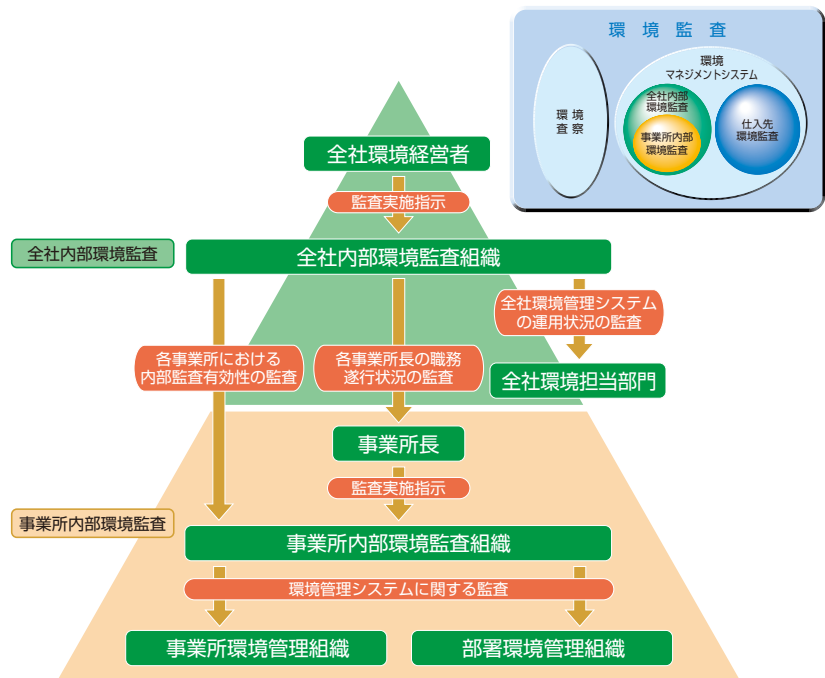 環境監査
環境
マネジメントシステム
環境
査察
全社内部
環境監査
事業所内部
環境監査
仕入先
環境監査
全社環境経営者
監査実施指示
全社内部環境監査
全社内部環境監査組織
全社環境管理システム
の運用状況の監査
各事業所における
内部監査有効性の監査
各事業所長の職務
遂行状況の監査
全社環境担当部門
事業所長
監査実施指示
事業所内部環境監査
事業所内部環境監査組織
環境管理システムに関する監査
事業所環境管理組織
部署環境管理組織